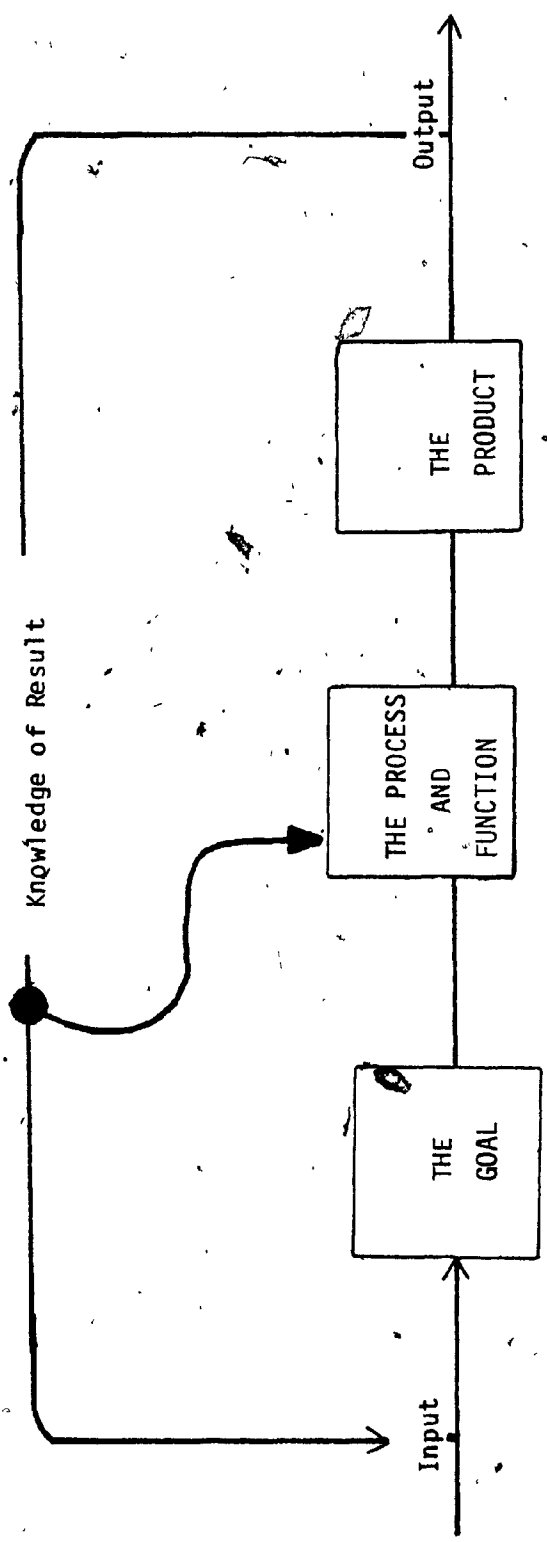 Knowledge of Result
Input
THE
GOAL
THE PROCESS
AND
FUNCTION
THE
PRODUCT
Output